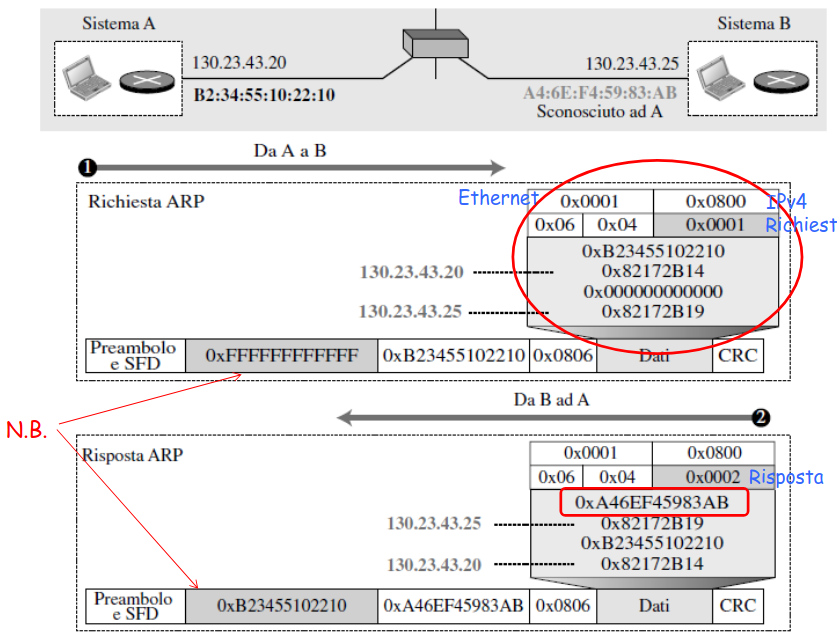 Sistema A
Sistema B
130.23.43.20
130.23.43.25
B2:34:55:10:22:10
A4:6E:F4:59:83:AB
Sconosciuto ad A
1
Da A a B
Richiesta ARP
Ethernet
0x0001
0x0800
IPv4
0x06
0x04
0x0001
Richiest
0xB23455102210
130.23.43.20
0x82172B14
0x000000000000
130.23.43.25
0x82172B19
Preambolo
e SFD
0xFFFFFFFFFFFF
0xB23455102210
0x0806
Dati
CRC
Da B ad A
2
N.B.
Risposta ARP
0x0001
0x0800
0x06
0x04
0x0002
Risposta
0xA46EF45983AB
130.23.43.25
0x82172B19
0xB23455102210
130.23.43.20
0x82172B14
Preambolo
e SFD
0xB23455102210
0xA46EF45983AB
0x0806
Dati
CRC